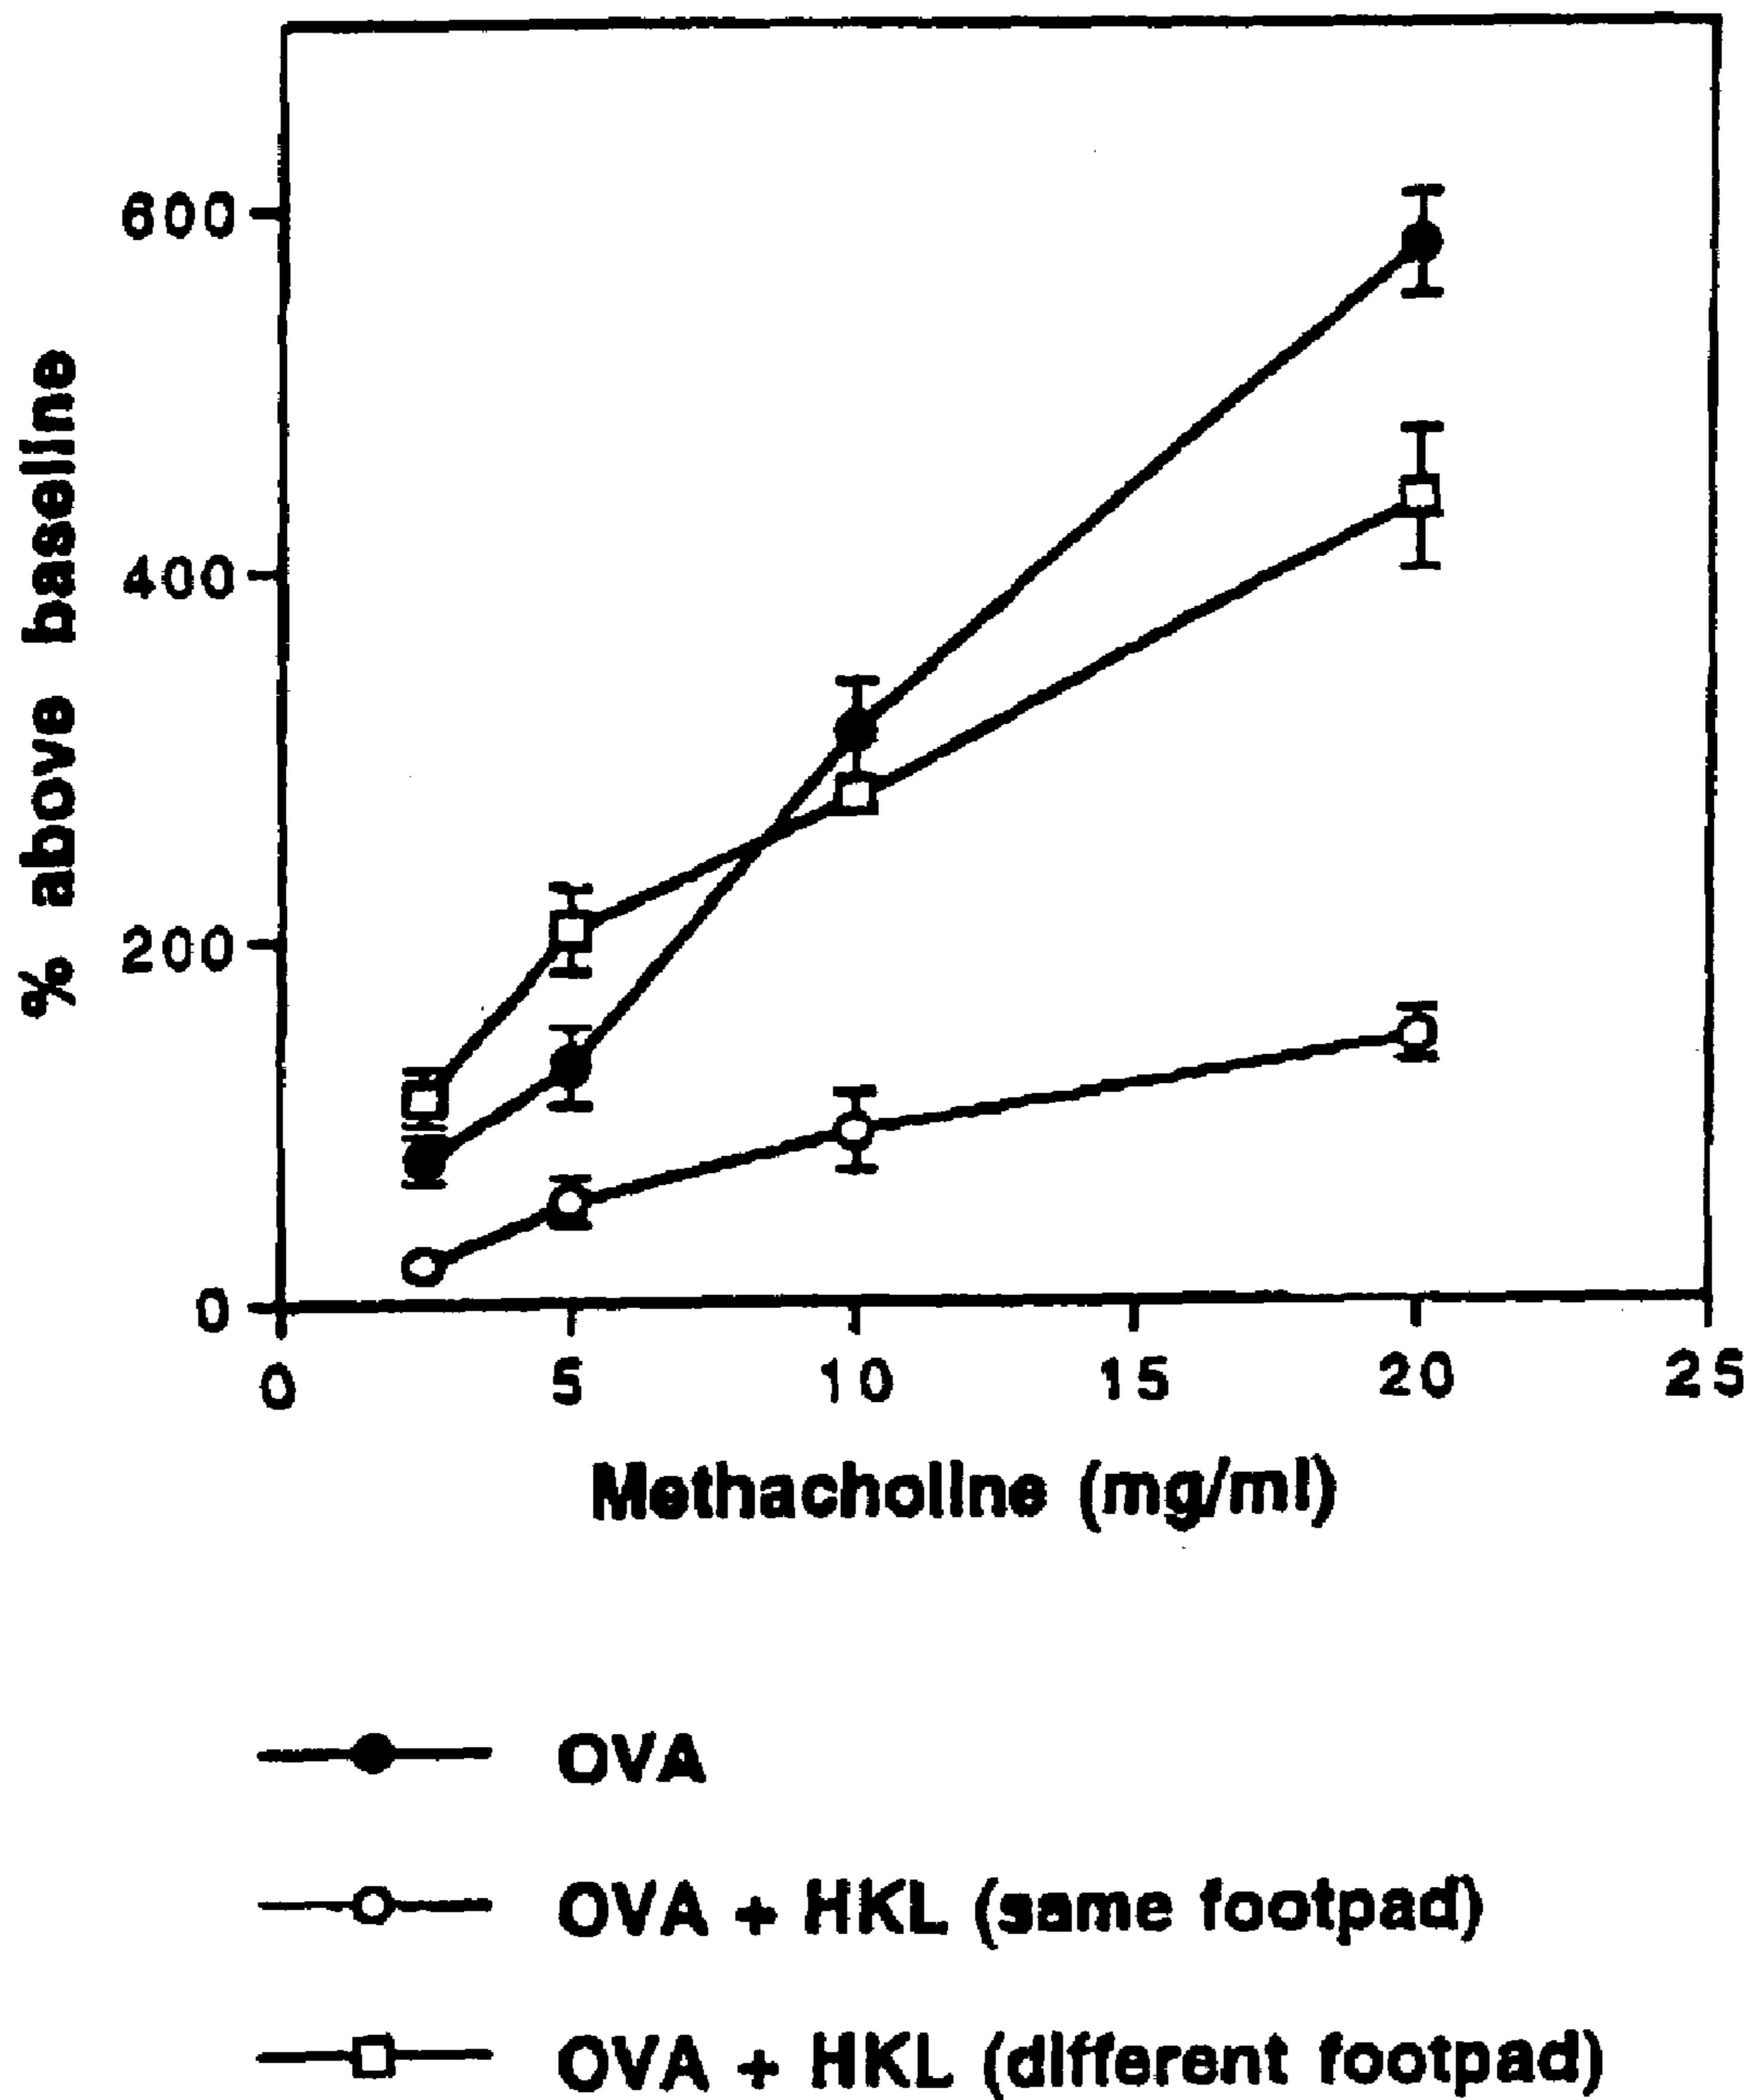 % above baseline
600
400
200
0
0 5 10 15 20 25
Methacholine (mg/ml)
OVA
OVA + HKL (same footpad)
OVA + HKL (different footpad)